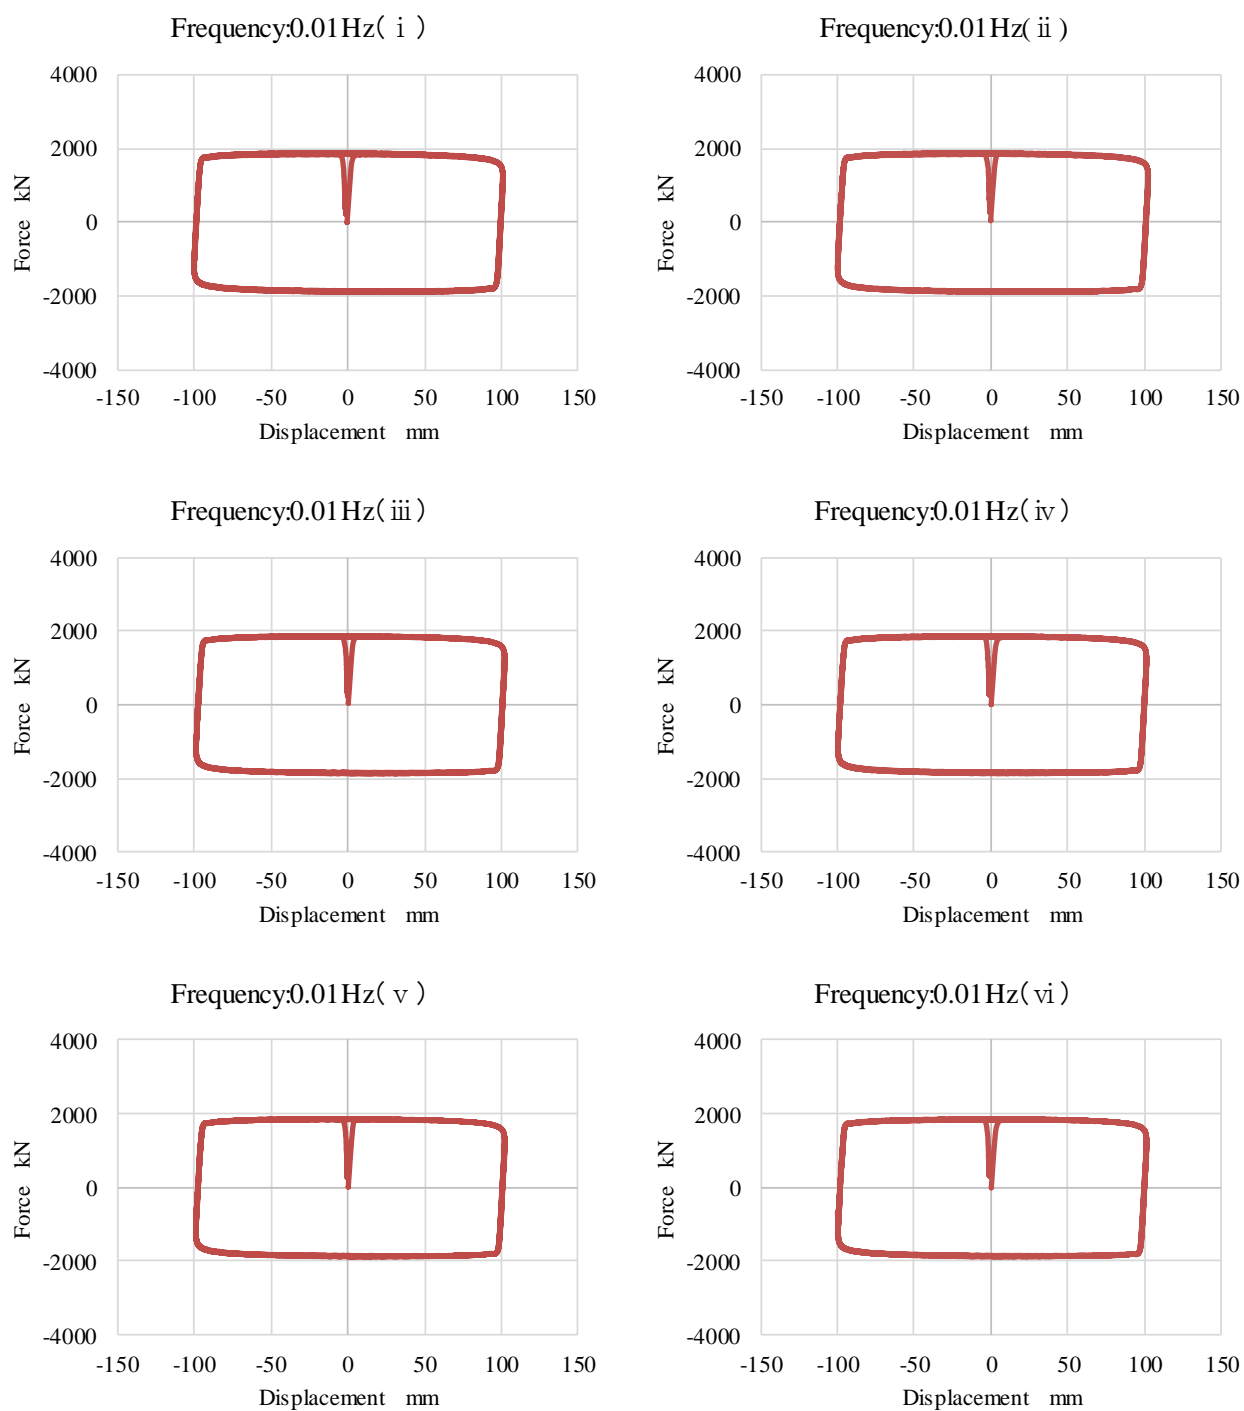 Frequency:0.01Hz( ⅰ )
4000
2000
0
-2000
-4000
-150 -100 -50 0 50 100 150
Force kN
Displacement mm
Frequency:0.01Hz( ⅱ )
4000
2000
0
-2000
-4000
-150 -100 -50 0 50 100 150
Force kN
Displacement mm
Frequency:0.01Hz( ⅲ )
4000
2000
0
-2000
-4000
-150 -100 -50 0 50 100 150
Force kN
Displacement mm
Frequency:0.01Hz( ⅳ )
4000
2000
0
-2000
-4000
-150 -100 -50 0 50 100 150
Force kN
Displacement mm
Frequency:0.01Hz( ⅴ )
4000
2000
0
-2000
-4000
-150 -100 -50 0 50 100 150
Force kN
Displacement mm
Frequency:0.01Hz( ⅵ )
4000
2000
0
-2000
-4000
-150 -100 -50 0 50 100 150
Force kN
Displacement mm